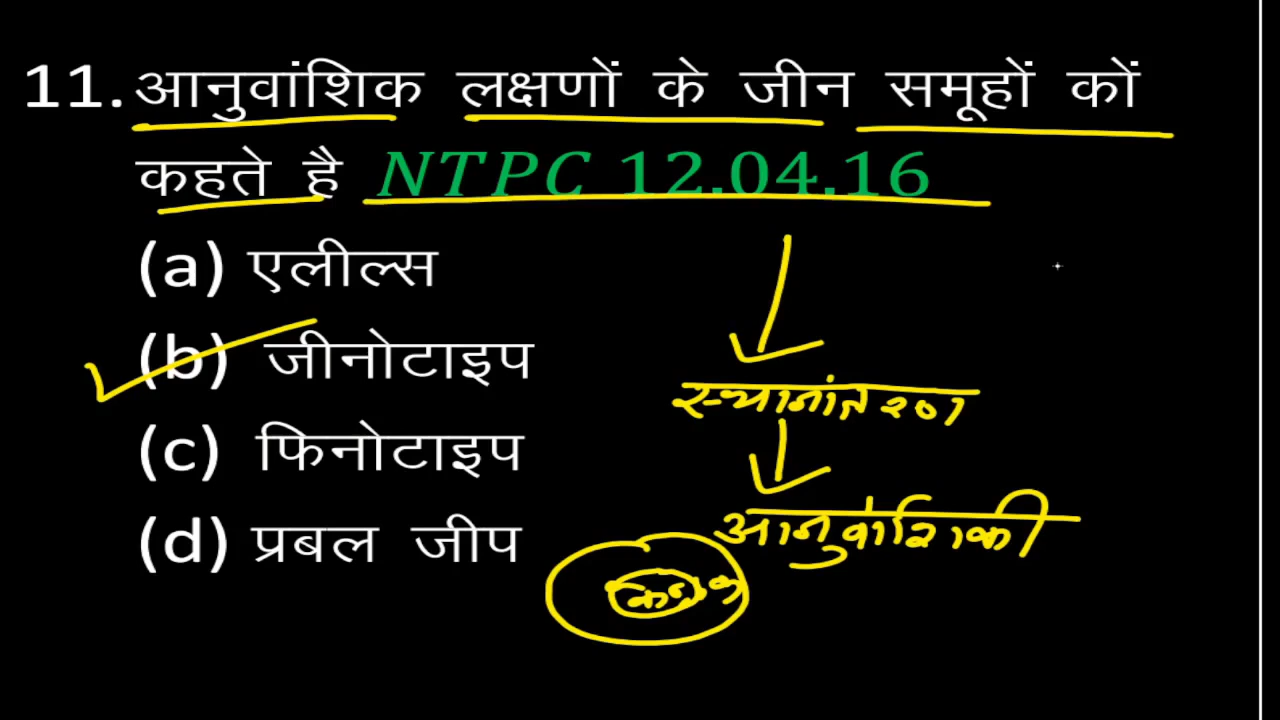 11. आनुवांशिक लक्षणों के जीन समूहों कों
कहते है NTPC 12.04.16
(a) एलील्स
(b) जीनोटाइप
(c) फिनोटाइप
(d) प्रबल जीप
स्थानांतरण
आनुवांशिकी